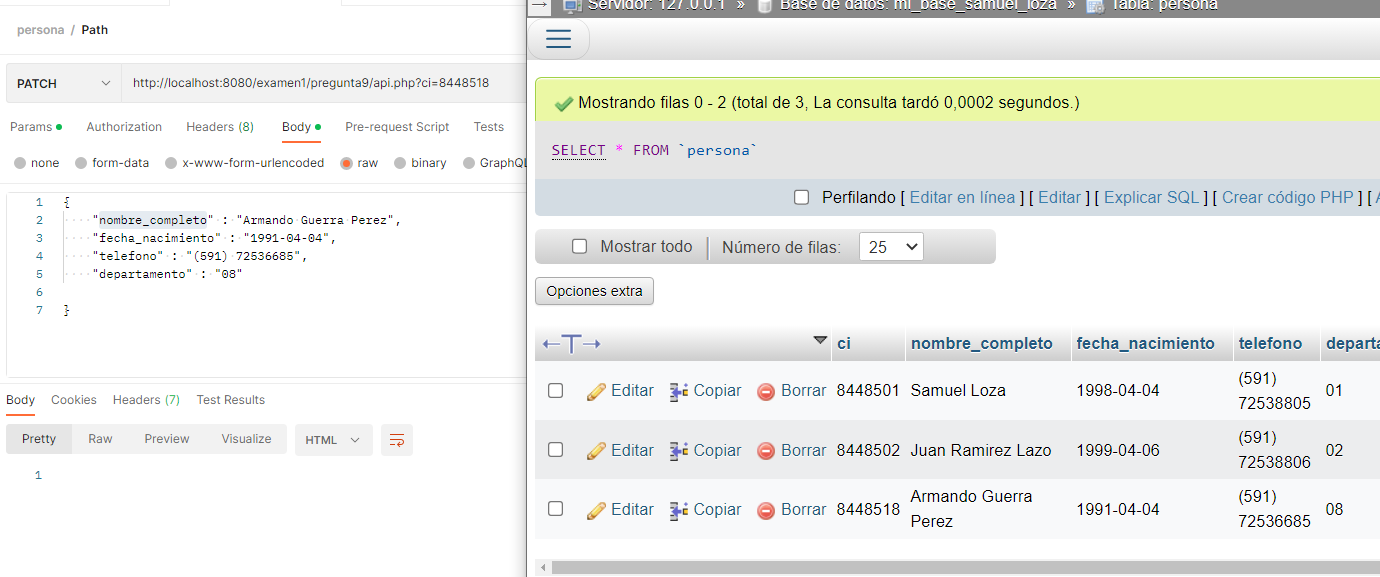 persona / Path
PATCH
http://localhost:8080/examen1/pregunta9/api.php?ci=8448518
Params Authorization Headers (8) Body Pre-request Script Tests
none form-data x-www-form-urlencoded raw binary GraphQL
1 {
2 "nombre_completo" : "Armando Guerra Perez",
3 "fecha_nacimiento" : "1991-04-04",
4 "telefono" : "(591) 72536685",
5 "departamento" : "08"
6
7 }
Body Cookies Headers (7) Test Results
Pretty Raw Preview Visualize HTML
1
Servidor: 127.0.0.1 » Base de datos: mi_base_samuel_loza » Tabla: persona
Mostrando filas 0 - 2 (total de 3, La consulta tardó 0,0002 segundos.)
SELECT * FROM `persona`
Perfilando [ Editar en línea ] [ Editar ] [ Explicar SQL ] [ Crear código PHP ] [
Mostrar todo Número de filas: 25
Opciones extra
←T→ ci nombre_completo fecha_nacimiento telefono departa
Editar Copiar Borrar 8448501 Samuel Loza 1998-04-04 (591) 72538805 01
Editar Copiar Borrar 8448502 Juan Ramirez Lazo 1999-04-06 (591) 72538806 02
Editar Copiar Borrar 8448518 Armando Guerra Perez 1991-04-04 (591) 72536685 08